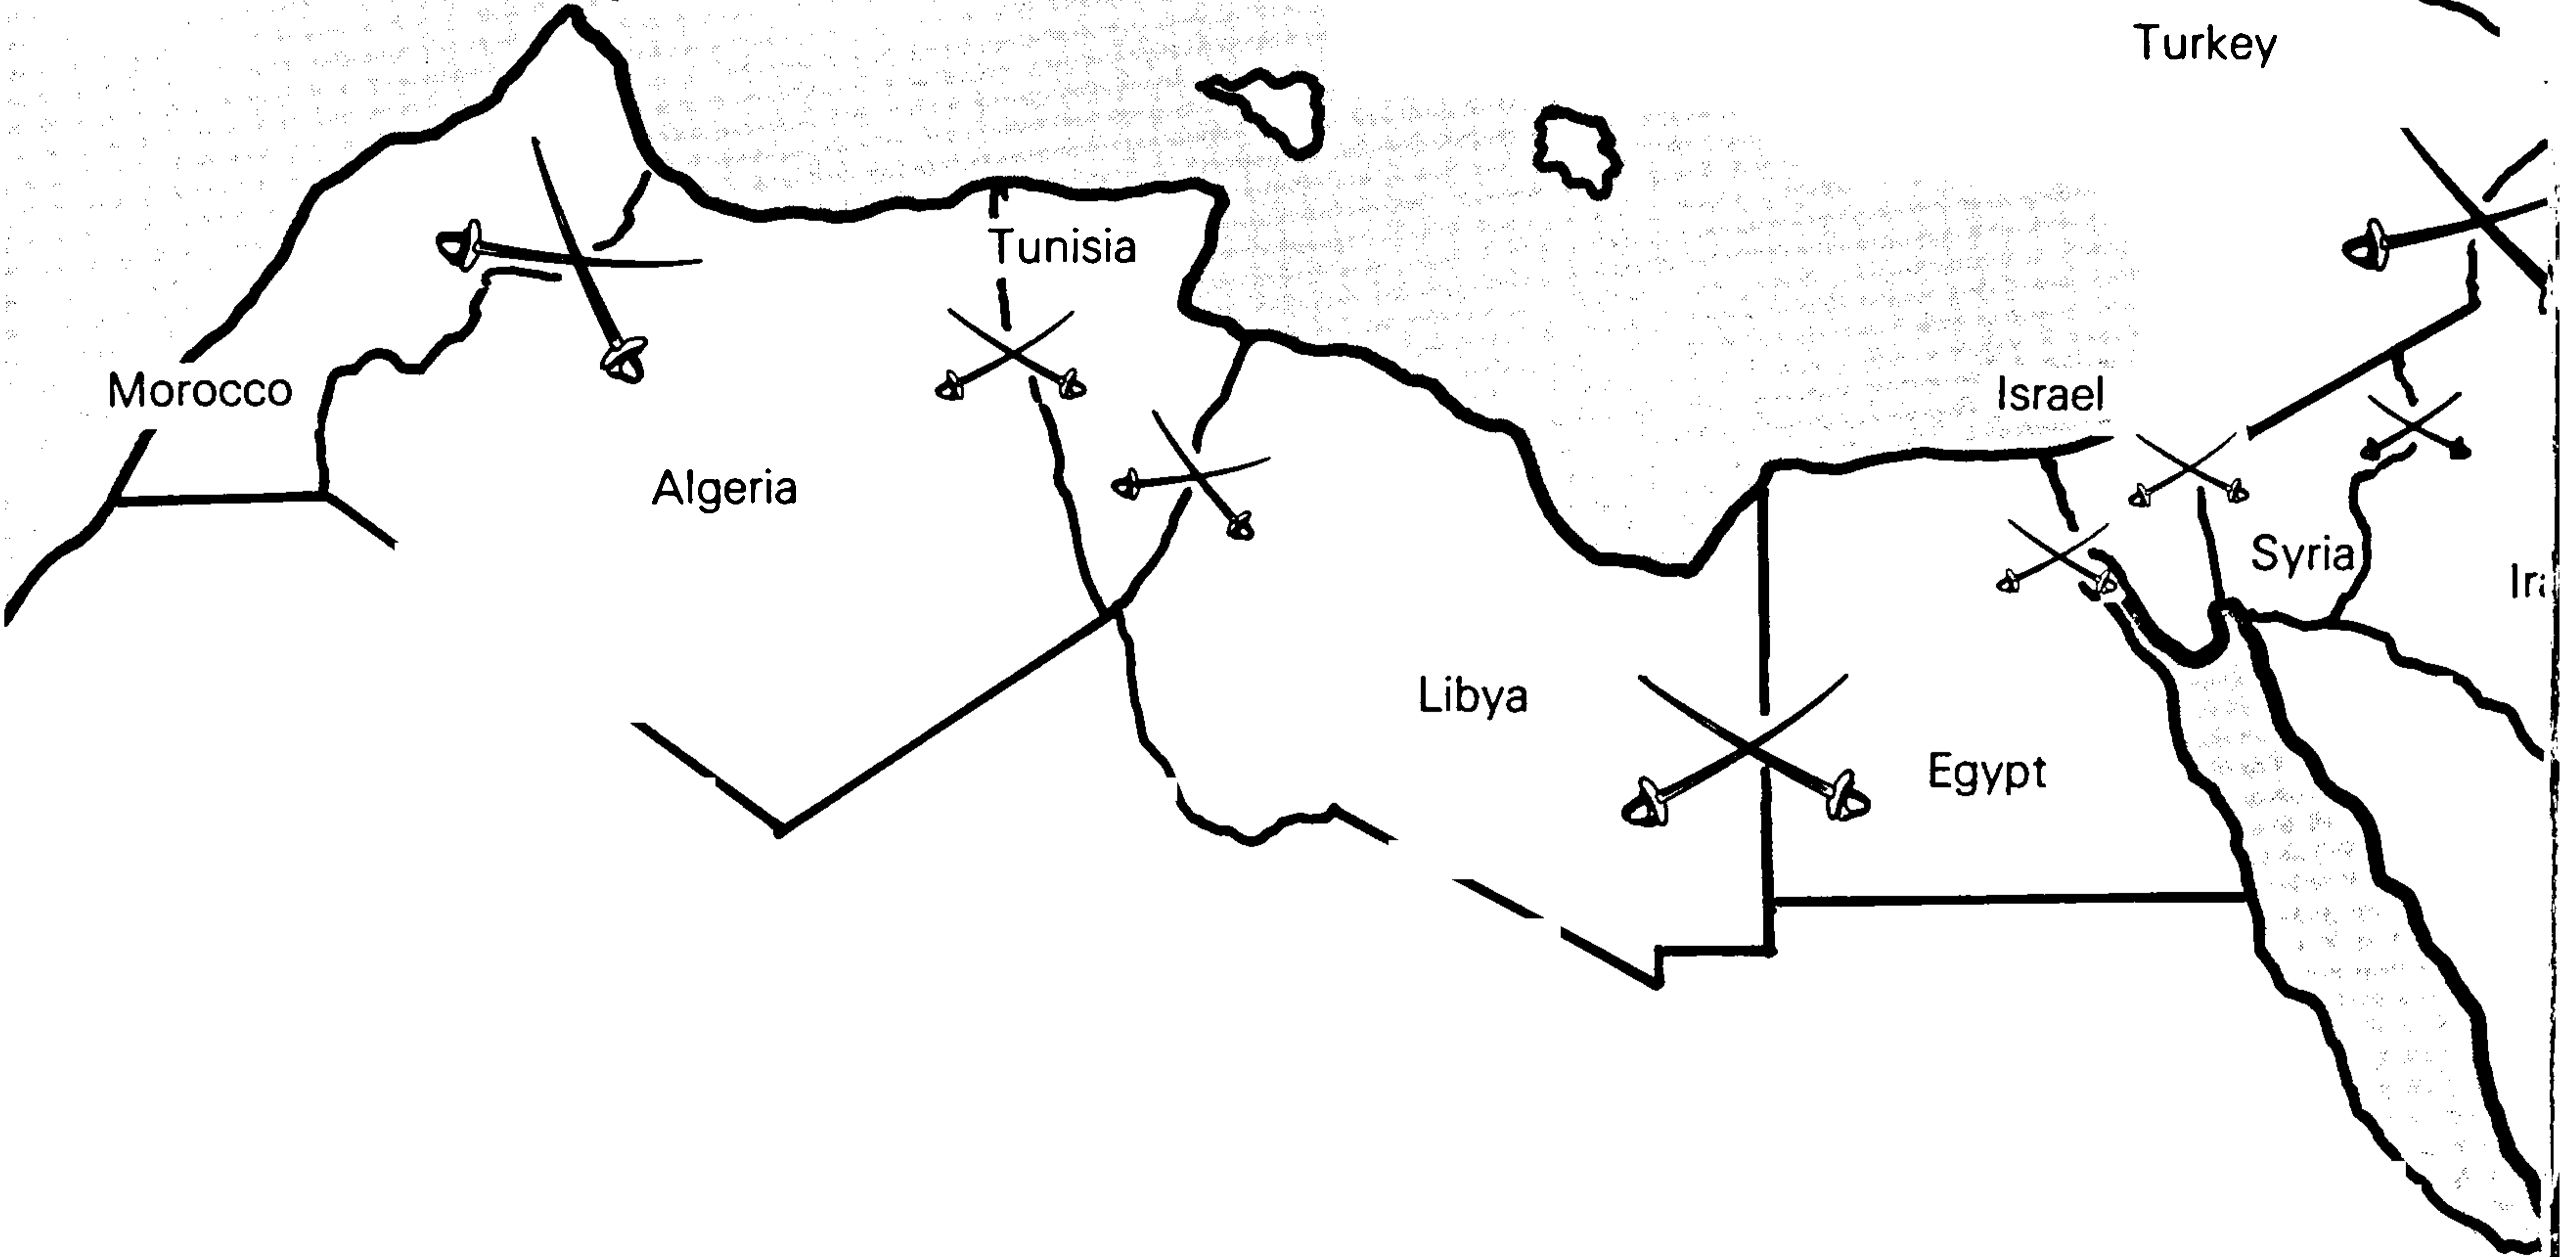 Turkey
Tunisia
Morocco
Israel
Algeria
Syria
Libya
Egypt